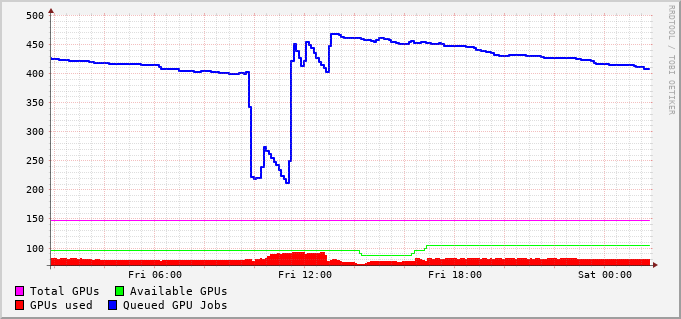 500
450
400
350
300
250
200
150
100
Fri 06:00 Fri 12:00 Fri 18:00 Sat 00:00
Total GPUs Available GPUs
GPUs used Queued GPU Jobs
RRDTOOL / TOBI OETIKER